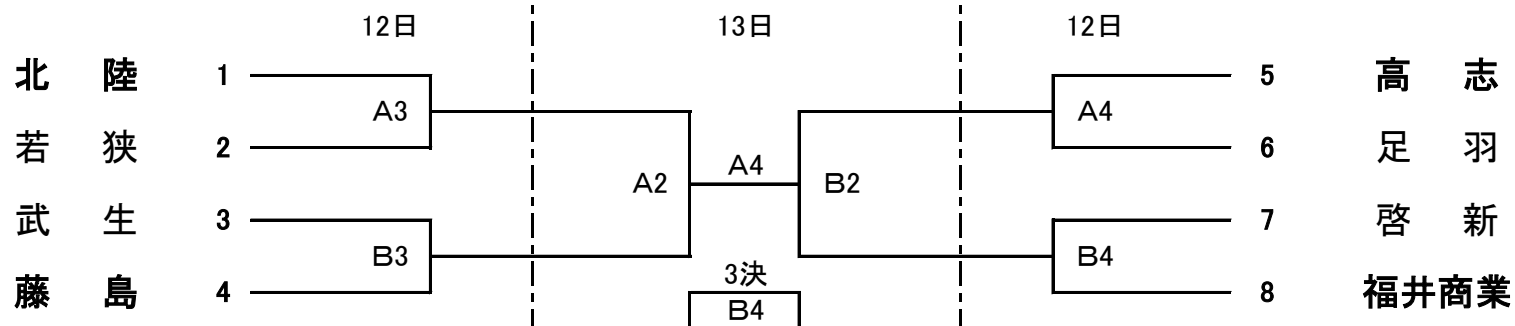 12日 13日 12日
北 陸 1 5 高 志
A3 A4
若 狭 2 6 足 羽
A2 A4 B2
武 生 3 7 啓 新
B3 B4
藤 島 4 3決 8 福井商業
B4